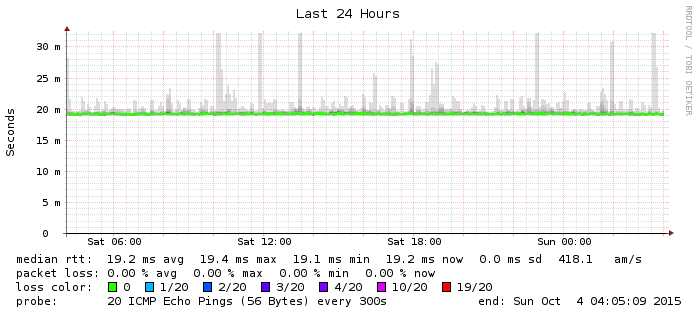 Last 24 Hours
RRDTOOL / TOBI OETIKER
Seconds
30 m
25 m
20 m
15 m
10 m
5 m
0
Sat 06:00 Sat 12:00 Sat 18:00 Sun 00:00
median rtt: 19.2 ms avg 19.4 ms max 19.1 ms min 19.2 ms now 0.0 ms sd 418.1 am/s
packet loss: 0.00 % avg 0.00 % max 0.00 % min 0.00 % now
loss color: 0 1/20 2/20 3/20 4/20 10/20 19/20
probe: 20 ICMP Echo Pings (56 Bytes) every 300s end: Sun Oct 4 04:05:09 2015